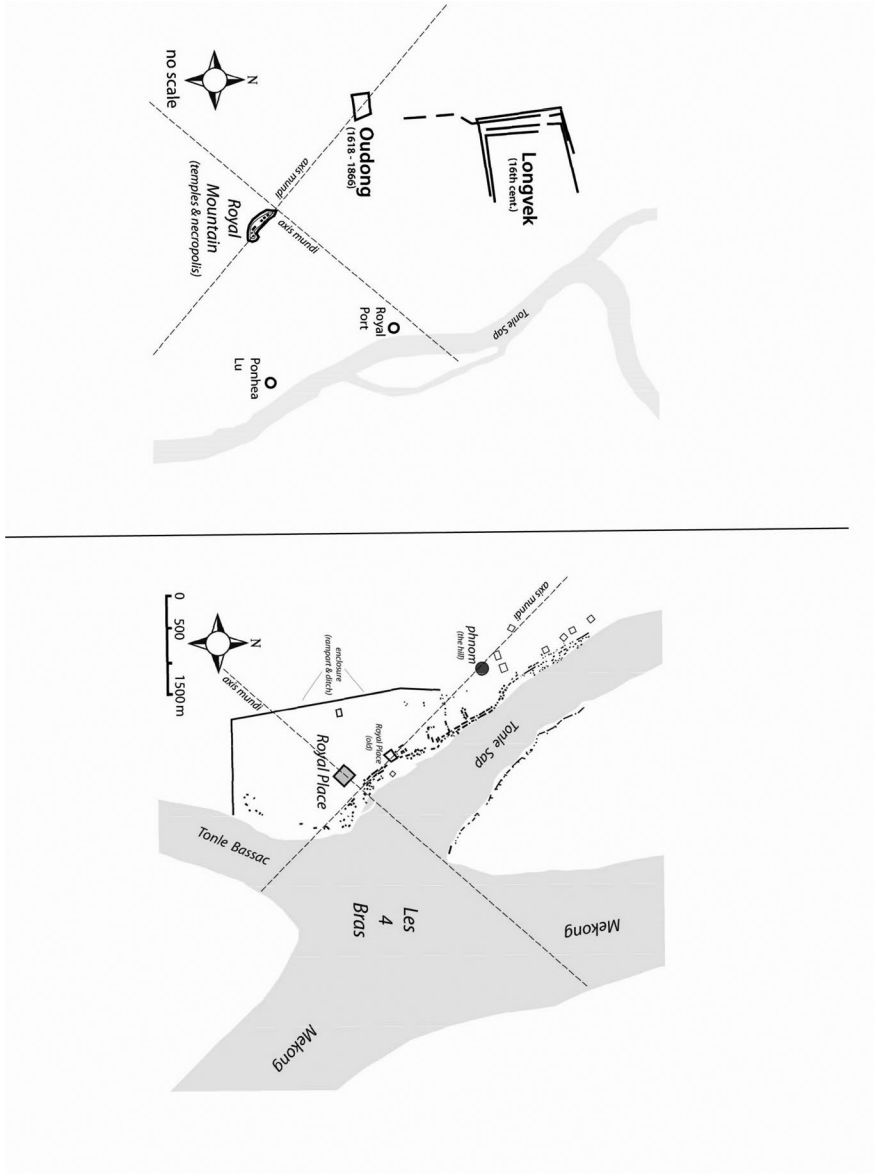 Longvek
(16th cent.)
Oudong
(1618 - 1866)
axis mundi
axis mundi
Royal
Mountain
(temples & necropolis)
Tonle Sap
Royal
Port
Ponhea
Lu
N
no scale
axis mundi
phnom
(the hill)
Tonle Sap
enclosure
(rampart & ditch)
Royal Place
(old)
Royal Place
axis mundi
Mekong
Les
4
Bras
Tonle Bassac
Mekong
N
0 500 1500 m